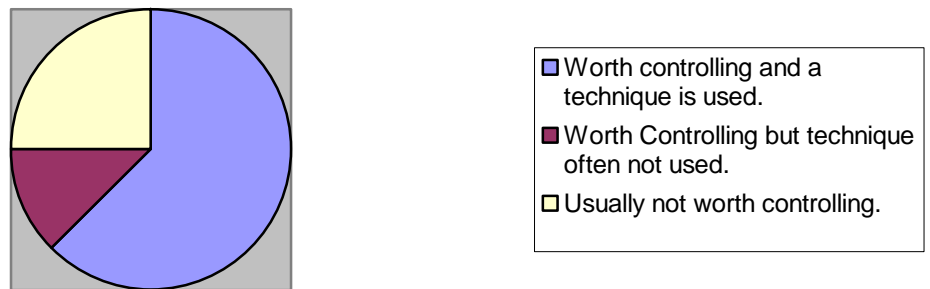 Worth controlling and a
technique is used.
Worth Controlling but technique
often not used.
Usually not worth controlling.